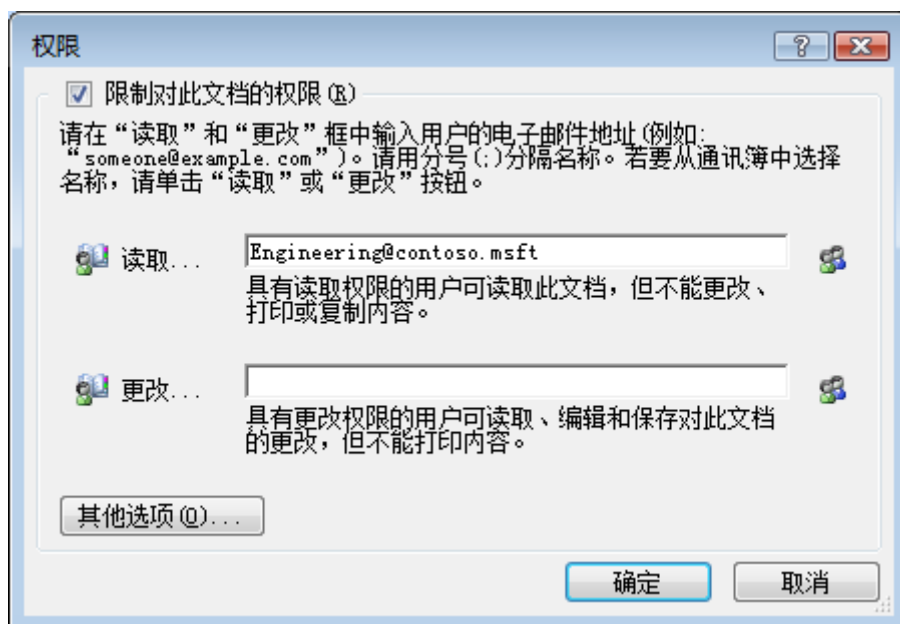 权限
限制对此文档的权限(R)
请在“读取”和“更改”框中输入用户的电子邮件地址(例如:
“someone@example.com”)。请用分号(;)分隔名称。若要从通讯簿中选择
名称，请单击“读取”或“更改”按钮。
读取...
Engineering@contoso.msft
具有读取权限的用户可读取此文档，但不能更改、
打印或复制内容。
更改...
具有更改权限的用户可读取、编辑和保存对此文档
的更改，但不能打印内容。
其他选项(O)...
确定
取消